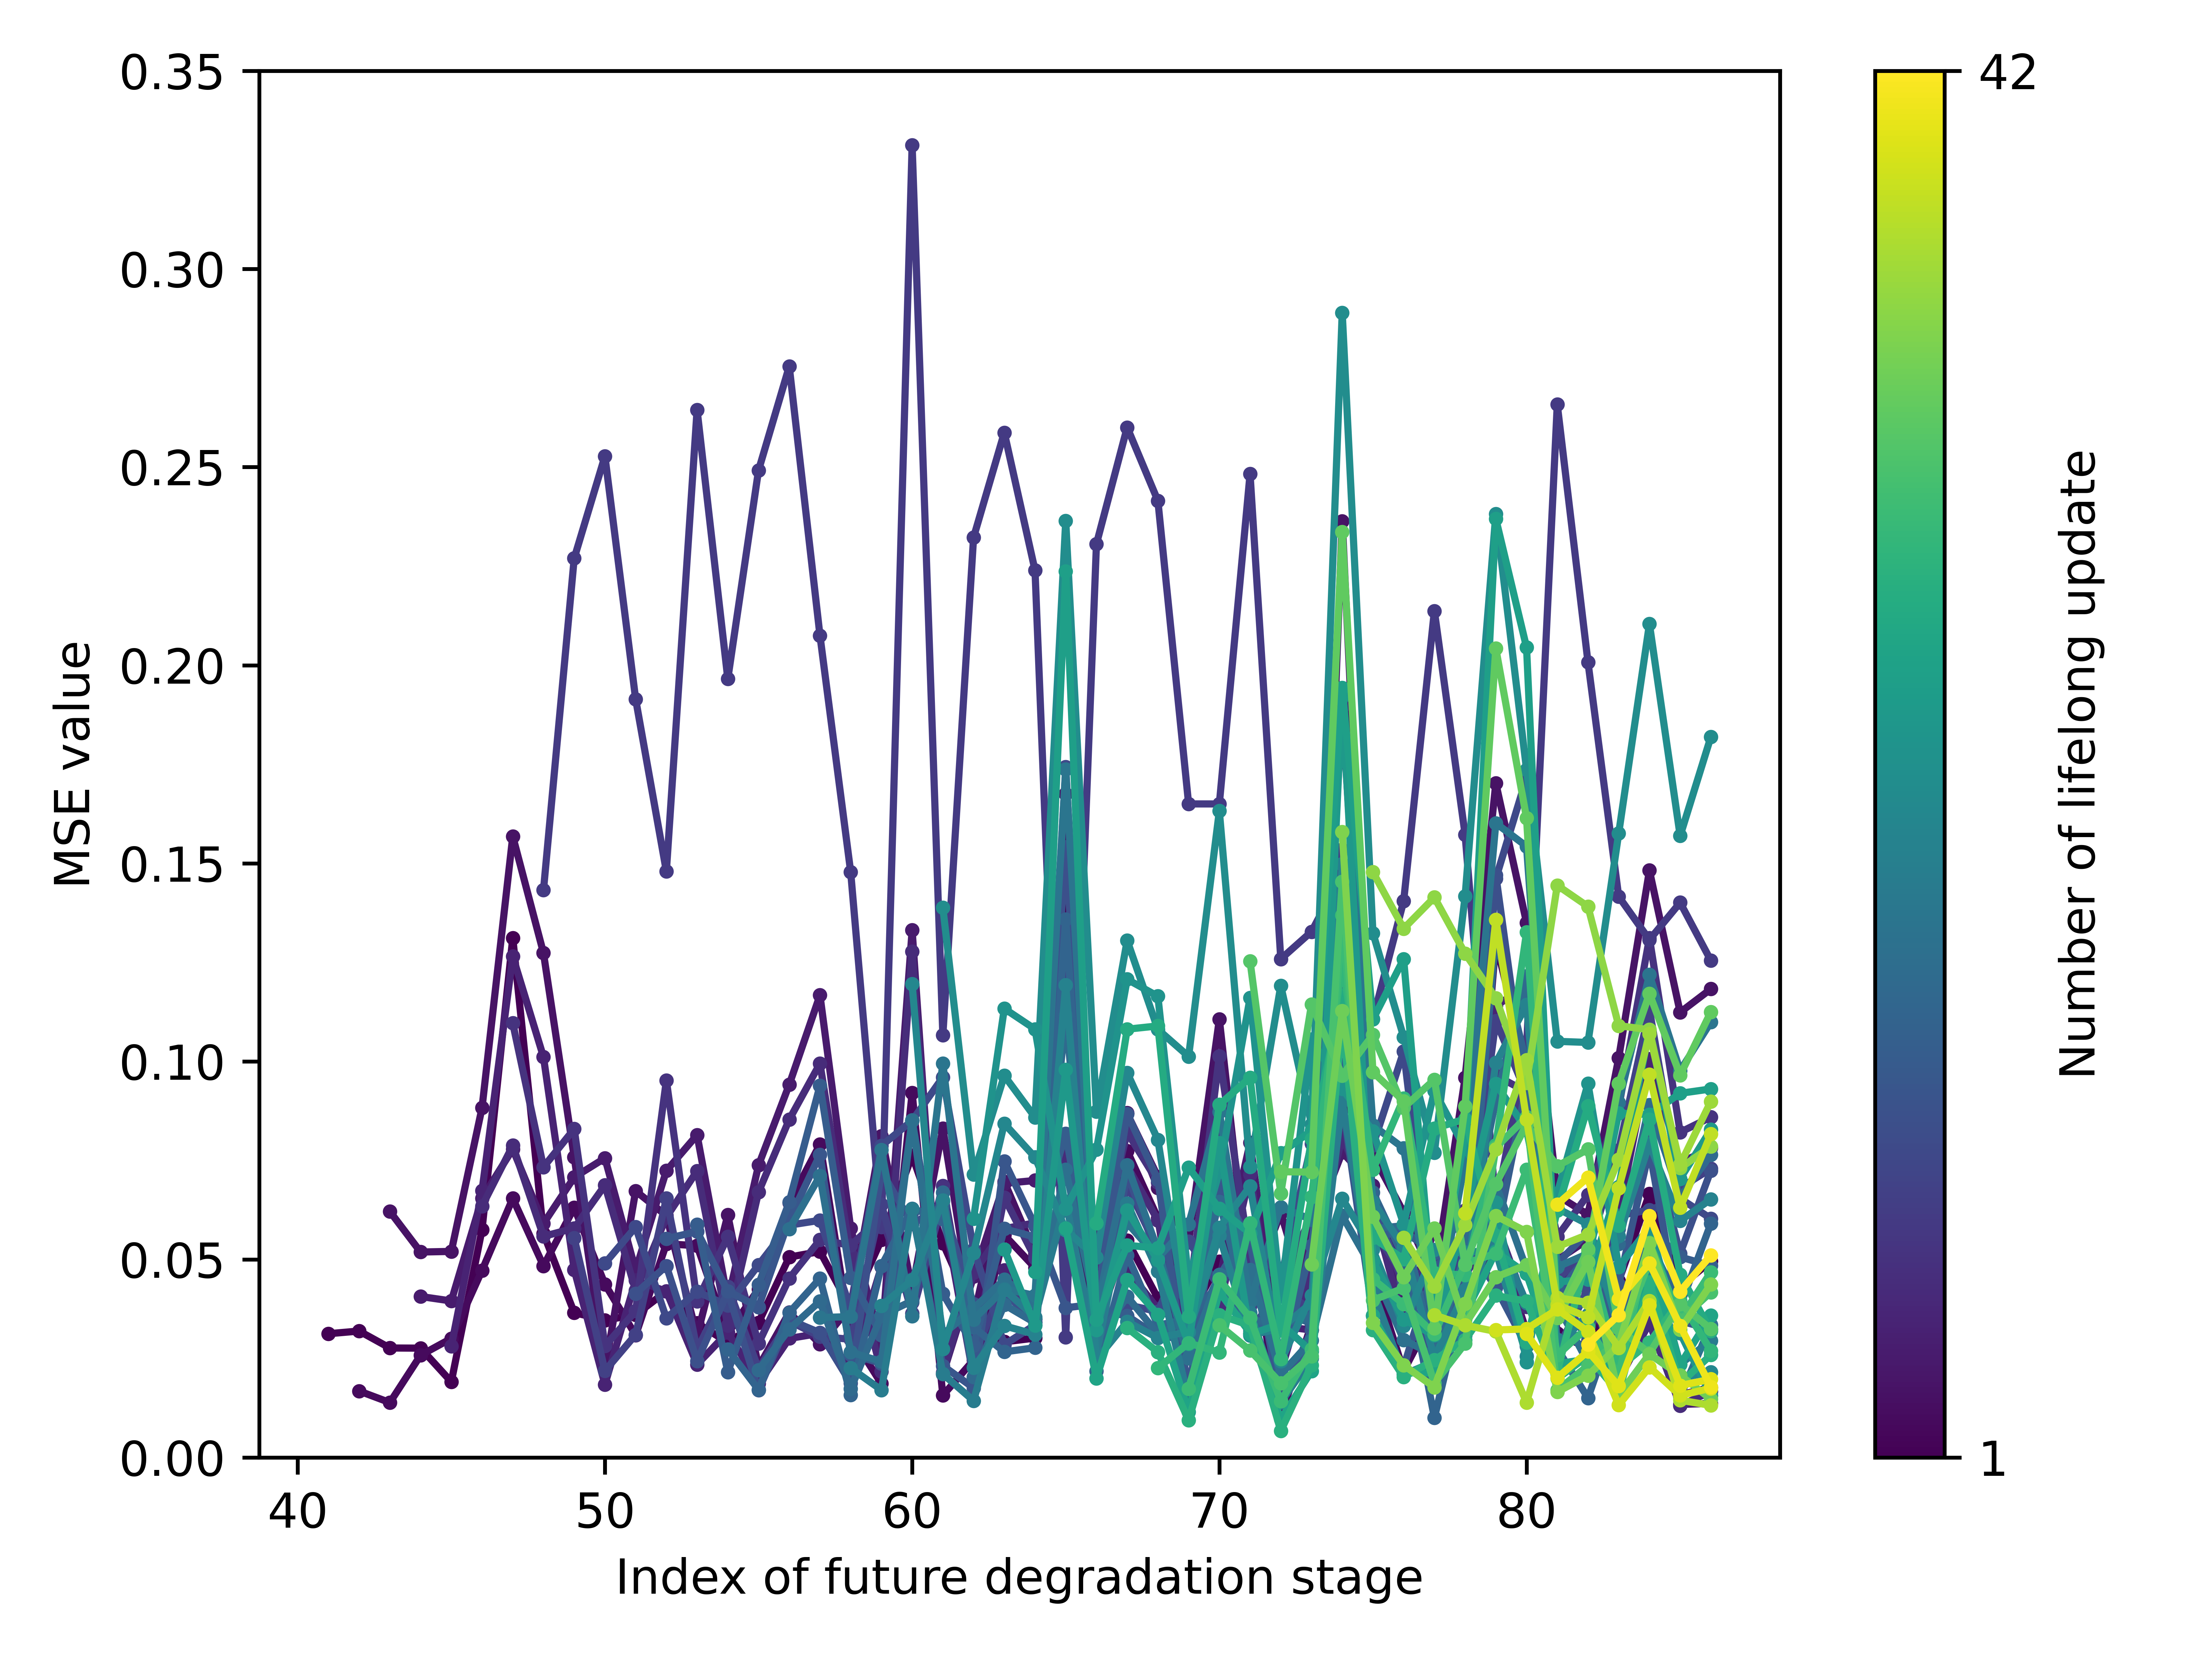 0.35
0.30
0.25
0.20
0.15
0.10
0.05
0.00
MSE value
40 50 60 70 80
Index of future degradation stage
42
1
Number of lifelong update